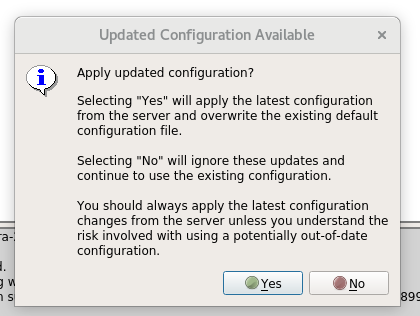 Updated Configuration Available
Apply updated configuration?
Selecting "Yes" will apply the latest configuration
from the server and overwrite the existing default
configuration file.
Selecting "No" will ignore these updates and
continue to use the existing configuration.
You should always apply the latest configuration
changes from the server unless you understand the
risk involved with using a potentially out-of-date
configuration.
Yes
No
899